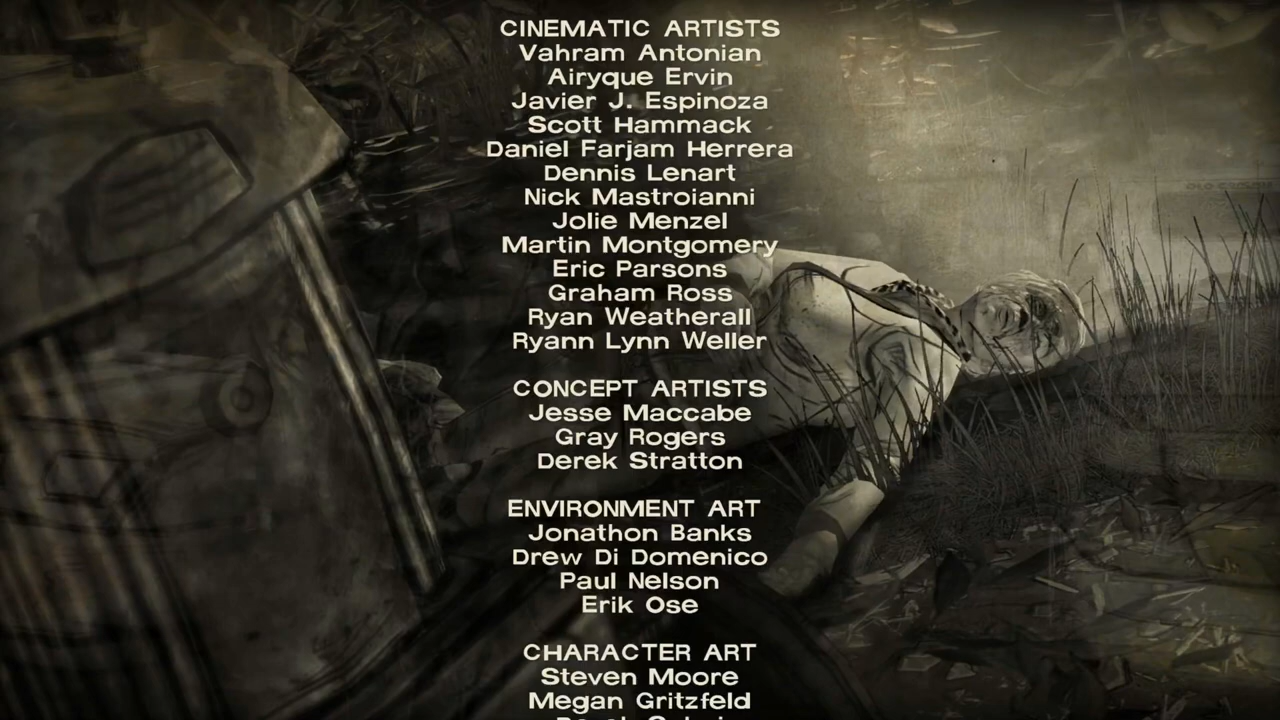 CINEMATIC ARTISTS
Vahram Antonian
Airyque Ervin
Javier J. Espinoza
Scott Hammack
Daniel Farjam Herrera
Dennis Lenart
Nick Mastroianni
Jolie Menzel
Martin Montgomery
Eric Parsons
Graham Ross
Ryan Weatherall
Ryann Lynn Weller
CONCEPT ARTISTS
Jesse Maccabe
Gray Rogers
Derek Stratton
ENVIRONMENT ART
Jonathon Banks
Drew Di Domenico
Paul Nelson
Erik Ose
CHARACTER ART
Steven Moore
Megan Gritzfeld